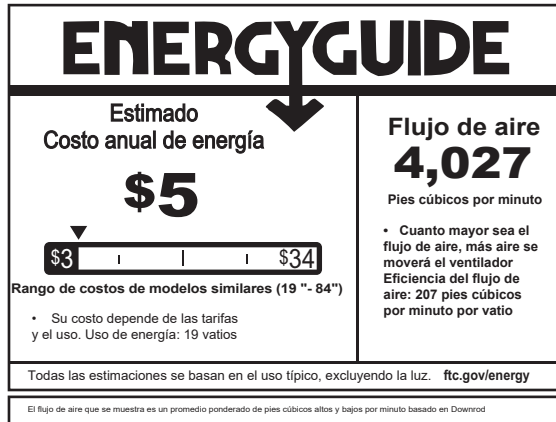 ENERGYGUIDE
Estimado
Costo anual de energía
$5
$3 $34
Rango de costos de modelos similares (19 "- 84")
• Su costo depende de las tarifas
y el uso. Uso de energía: 19 vatios
Flujo de aire
4,027
Pies cúbicos por minuto
• Cuanto mayor sea el
flujo de aire, más aire se
moverá el ventilador
Eficiencia del flujo de
aire: 207 pies cúbicos
por minuto por vatio
Todas las estimaciones se basan en el uso típico, excluyendo la luz. ftc.gov/energy
El flujo de aire que se muestra es un promedio ponderado de pies cúbicos altos y bajos por minuto basado en Downrod